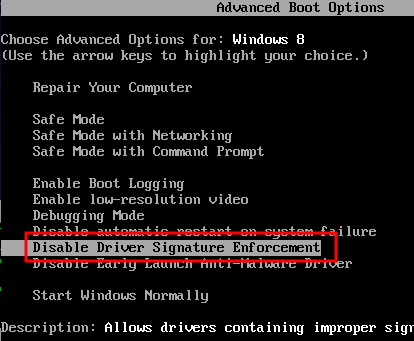 Advanced Boot Options
Choose Advanced Options for: Windows 8
(Use the arrow keys to highlight your choice.)
Repair Your Computer
Safe Mode
Safe Mode with Networking
Safe Mode with Command Prompt
Enable Boot Logging
Enable low-resolution video
Debugging Mode
Disable automatic restart on system failure
Disable Driver Signature Enforcement
Disable Early Launch Anti-Malware Driver
Start Windows Normally
Description: Allows drivers containing improper sign